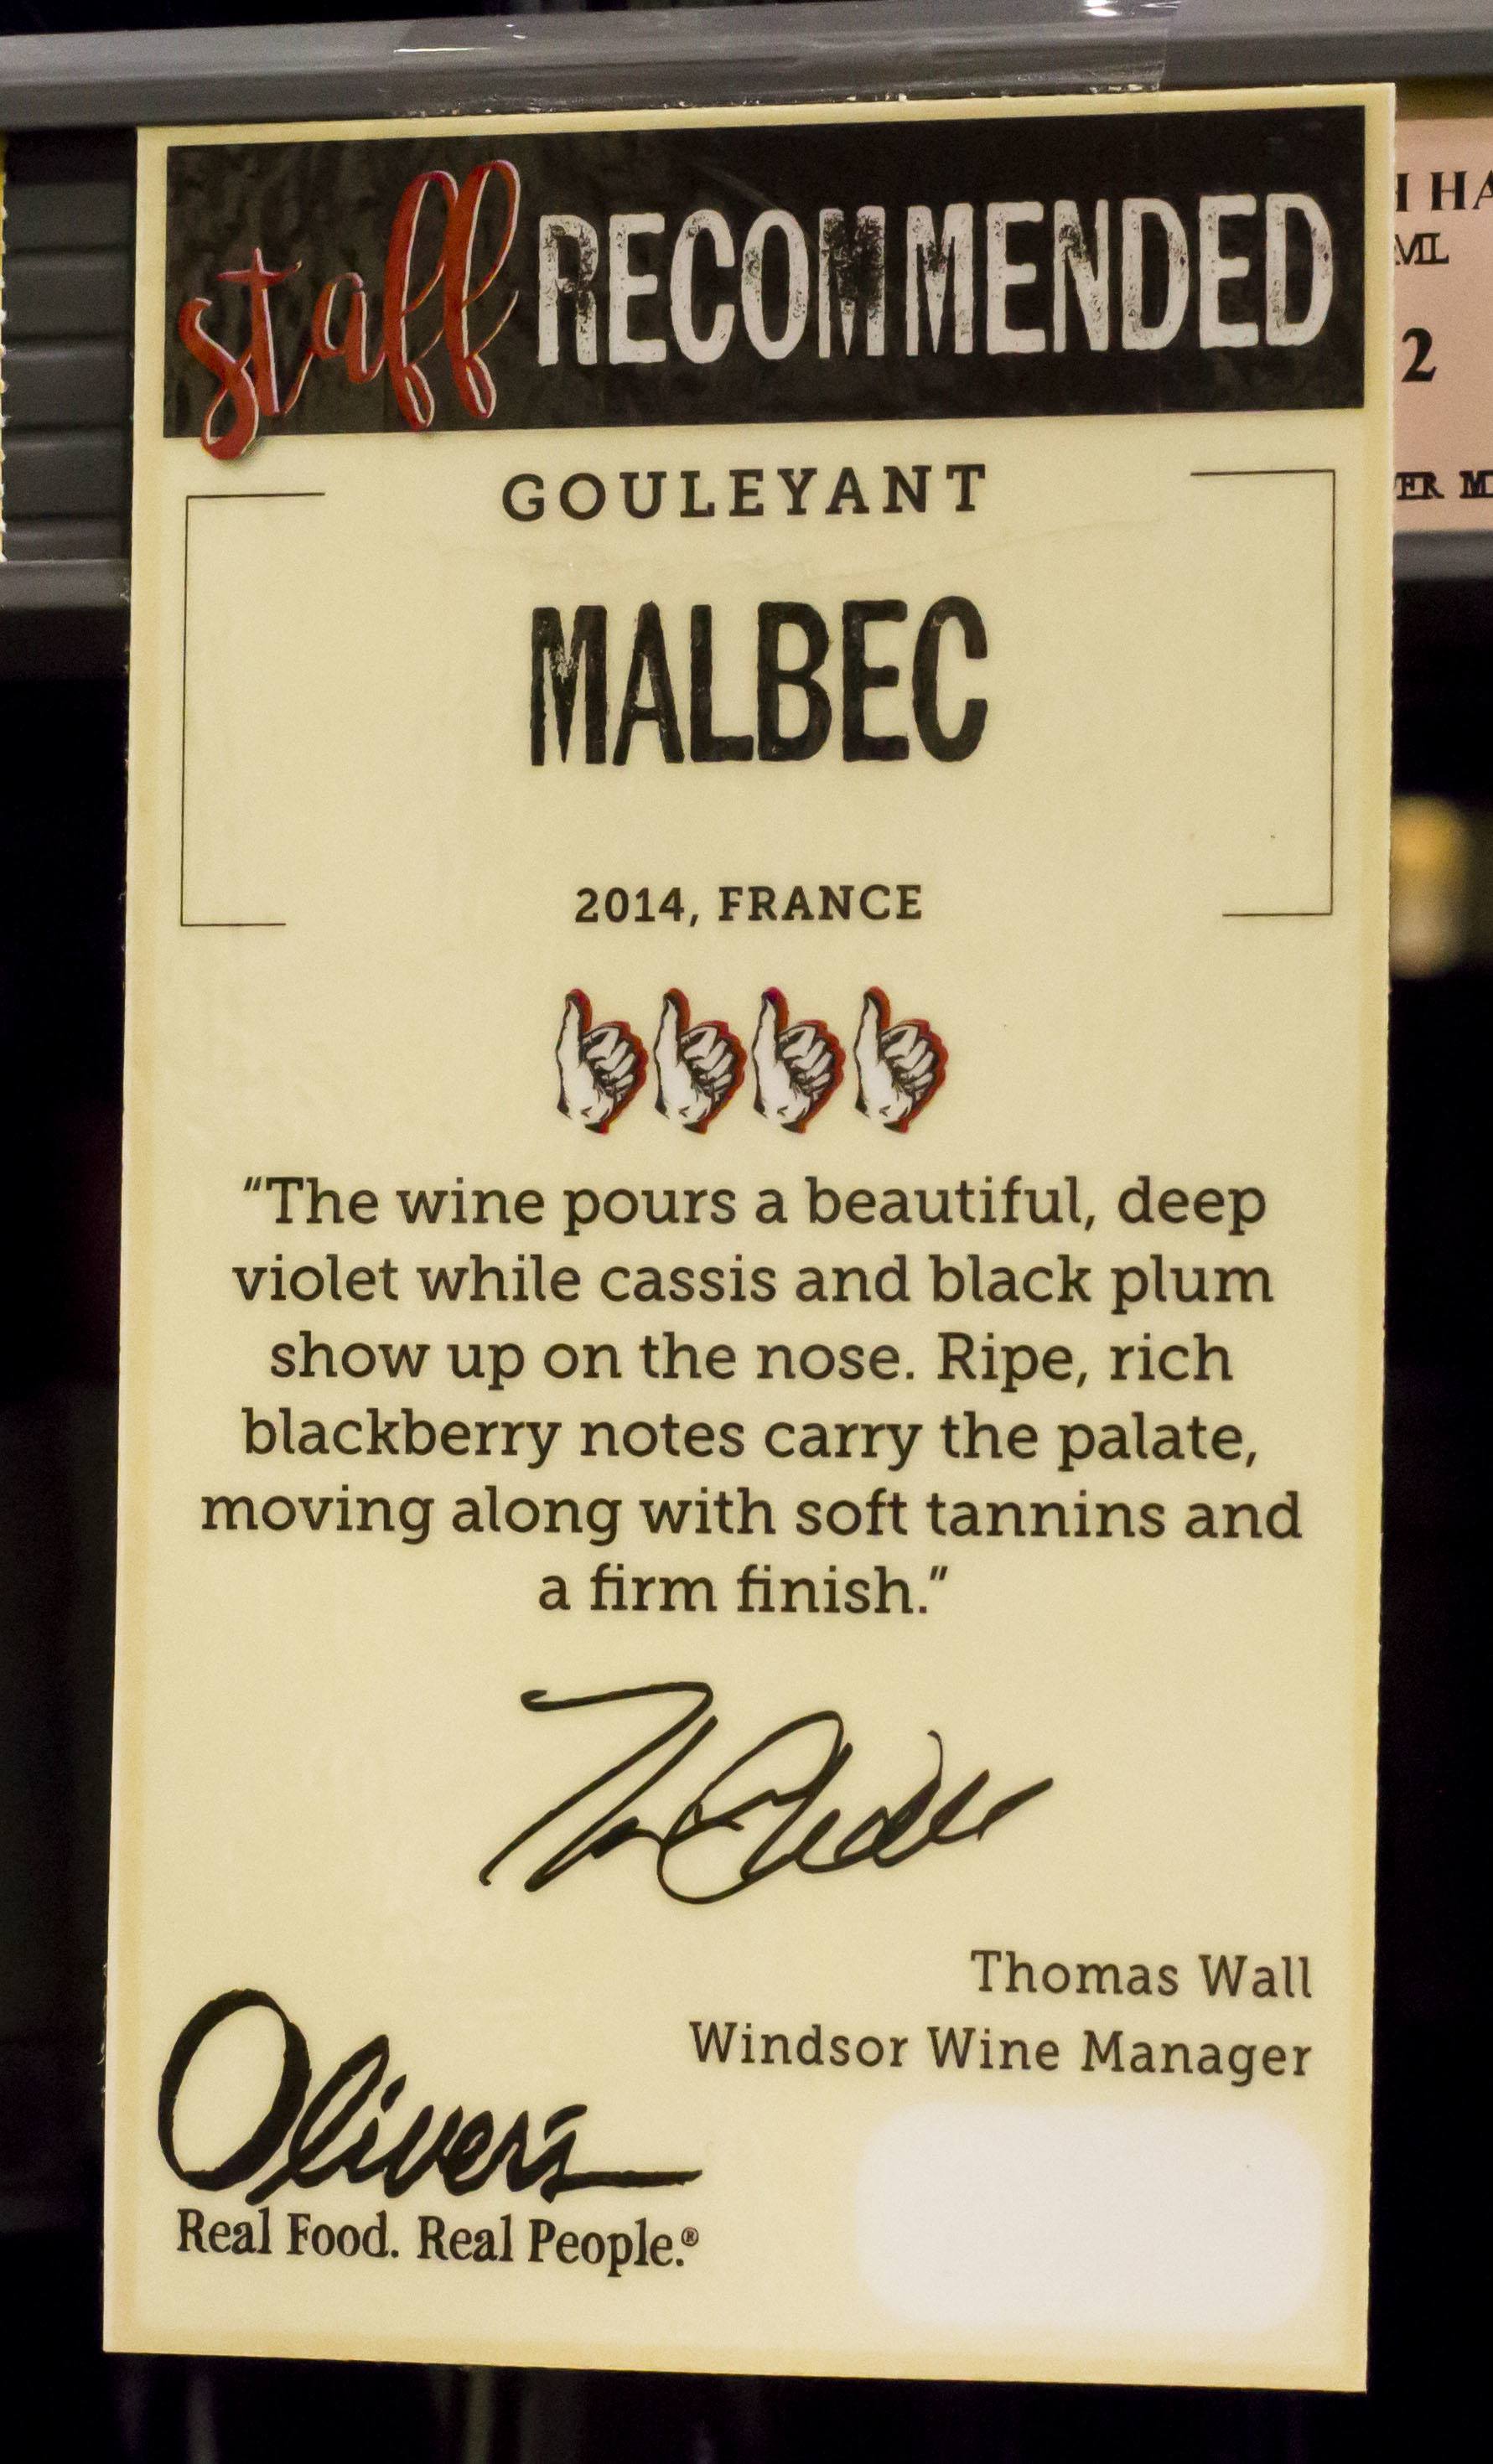 staff RECOMMENDED
GOULEYANT
MALBEC
2014, FRANCE
“The wine pours a beautiful, deep
violet while cassis and black plum
show up on the nose. Ripe, rich
blackberry notes carry the palate,
moving along with soft tannins and
a firm finish.”
Thomas Wall
Windsor Wine Manager
Oliver's
Real Food. Real People.®
2